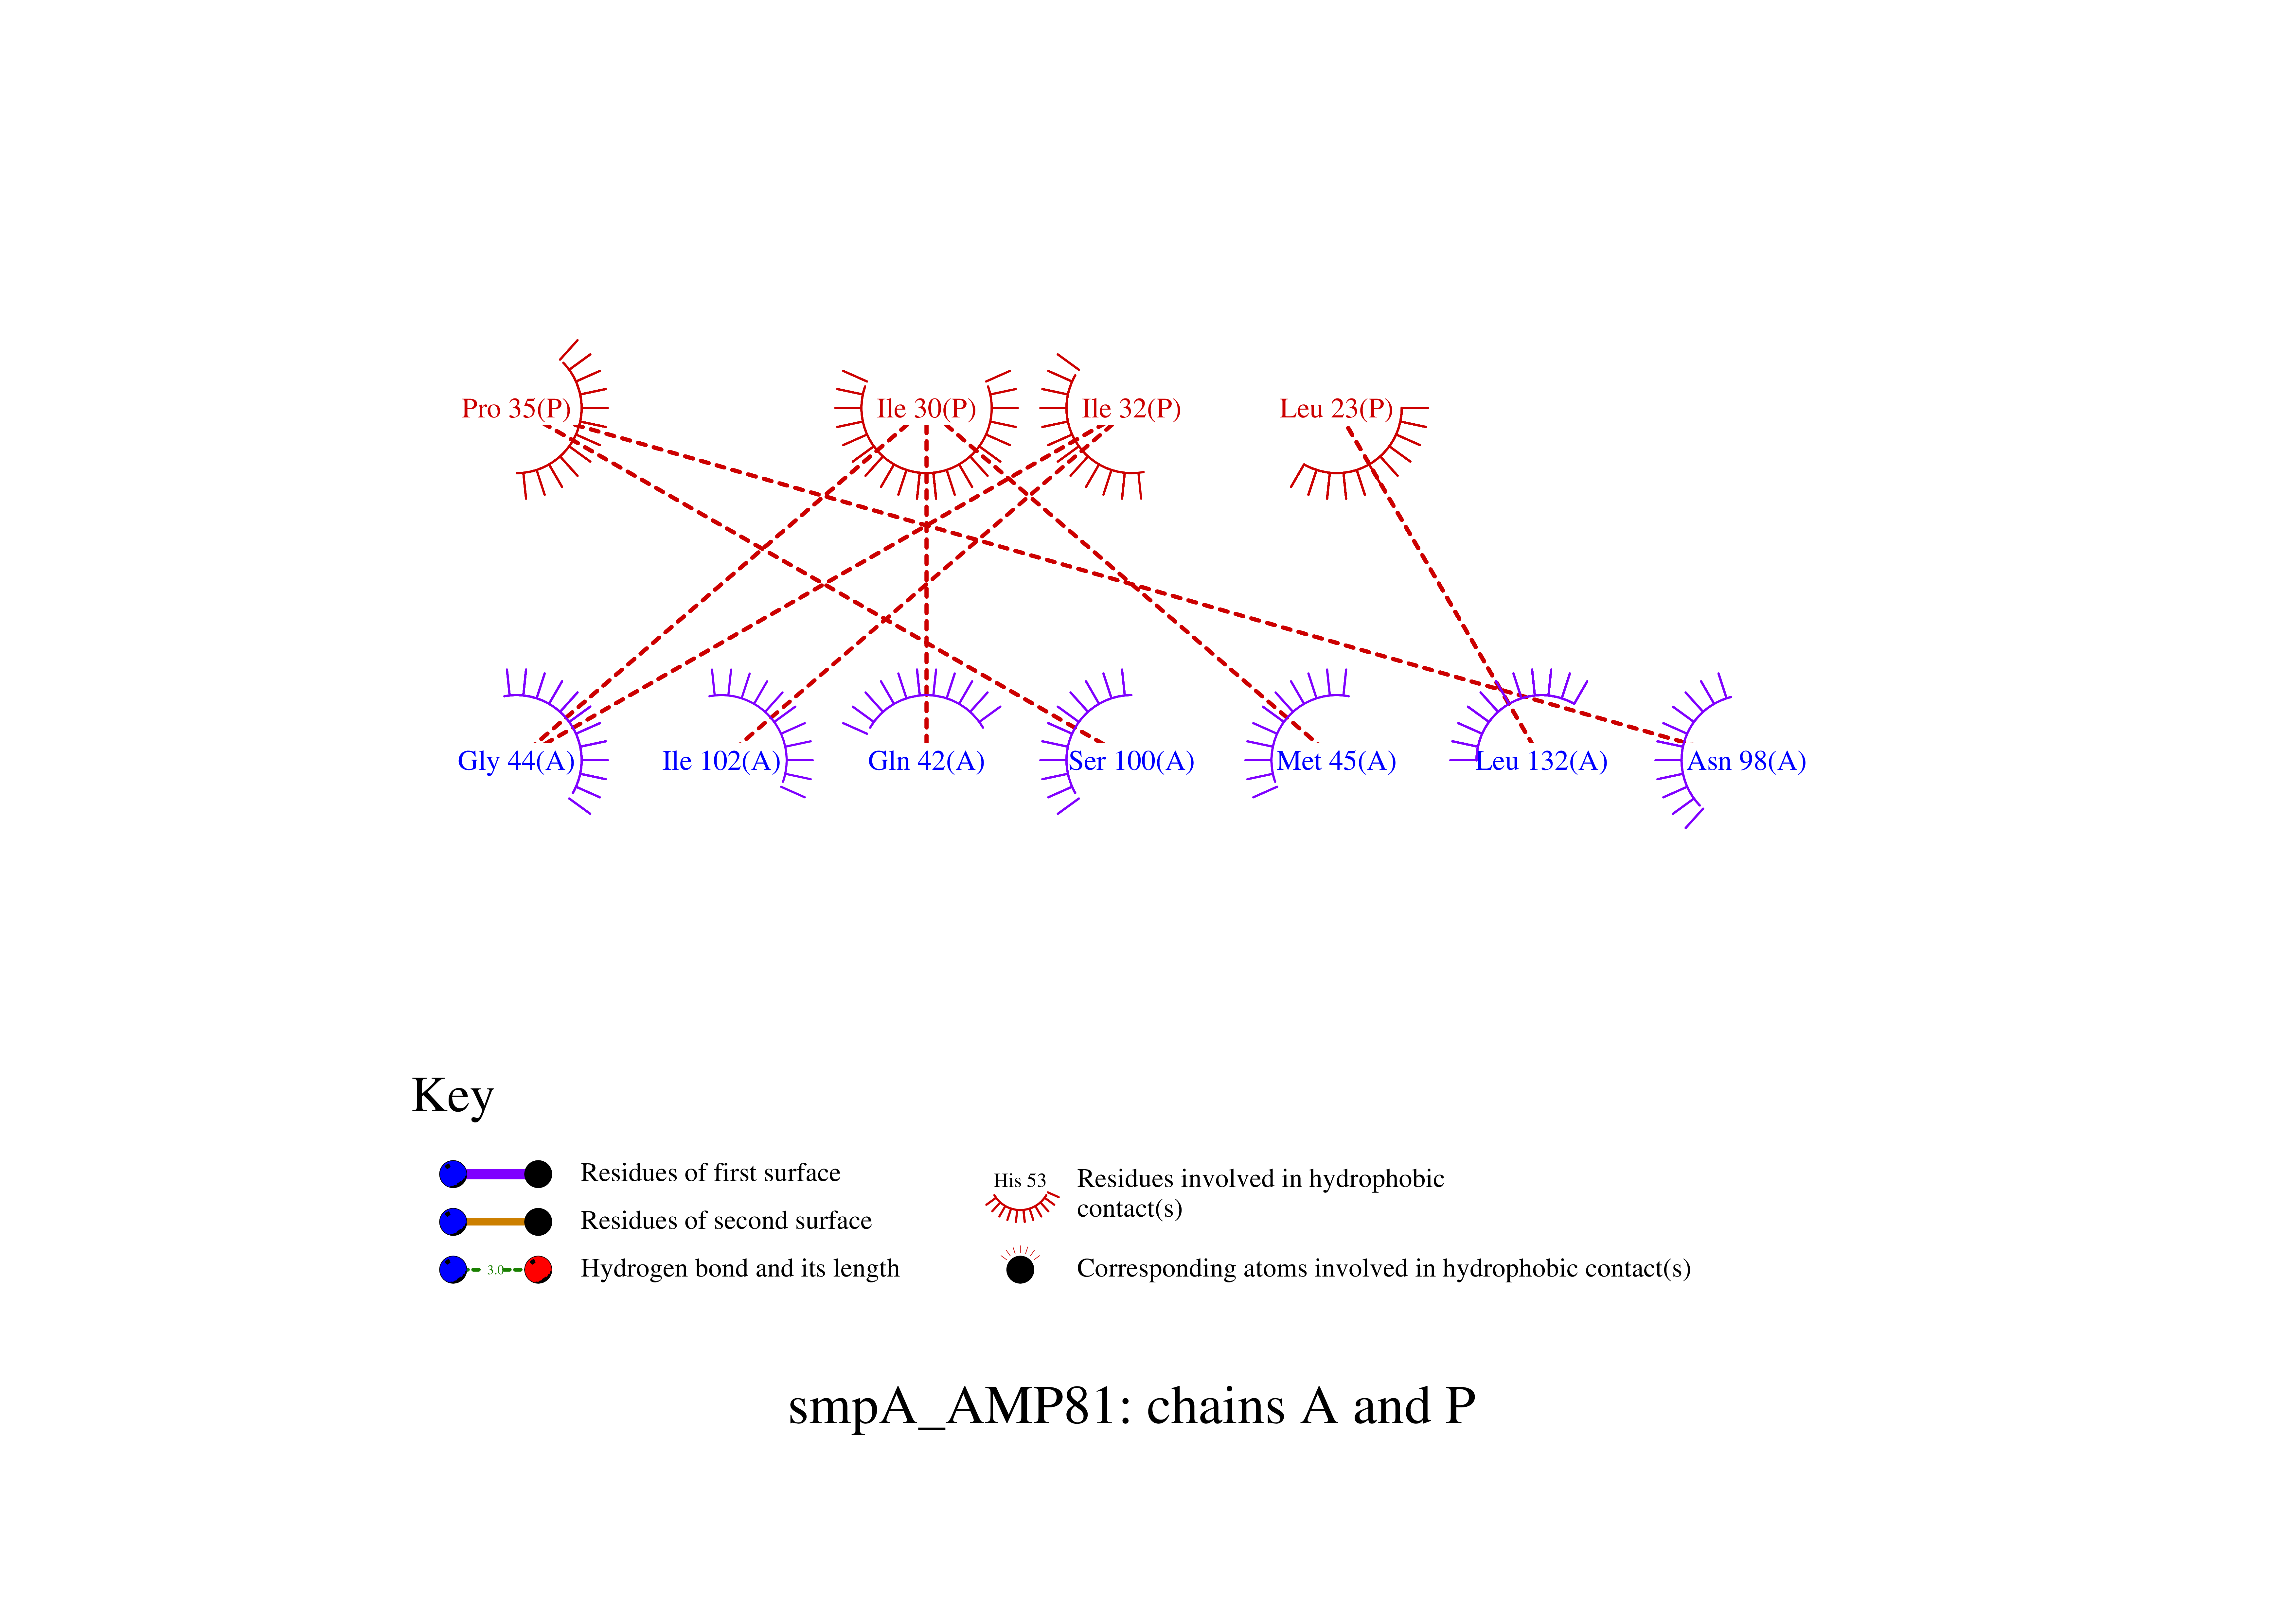 Pro 35(P) Ile 30(P) Ile 32(P) Leu 23(P)
Gly 44(A) Ile 102(A) Gln 42(A) Ser 100(A) Met 45(A) Leu 132(A) Asn 98(A)
Key
Residues of first surface
Residues of second surface
3.0 Hydrogen bond and its length
His 53 Residues involved in hydrophobic
contact(s)
Corresponding atoms involved in hydrophobic contact(s)
smpA_AMP81: chains A and P